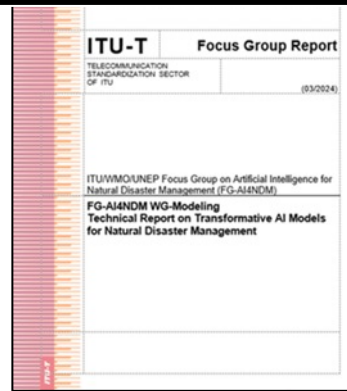 ITU-T
Focus Group Report
TELECOMMUNICATION
STANDARDIZATION SECTOR
OF ITU
(03/2024)
ITU/WMO/UNEP Focus Group on Artificial Intelligence for
Natural Disaster Management (FG-AI4NDM)
FG-AI4NDM WG-Modeling
Technical Report on Transformative AI Models
for Natural Disaster Management
ITU-T